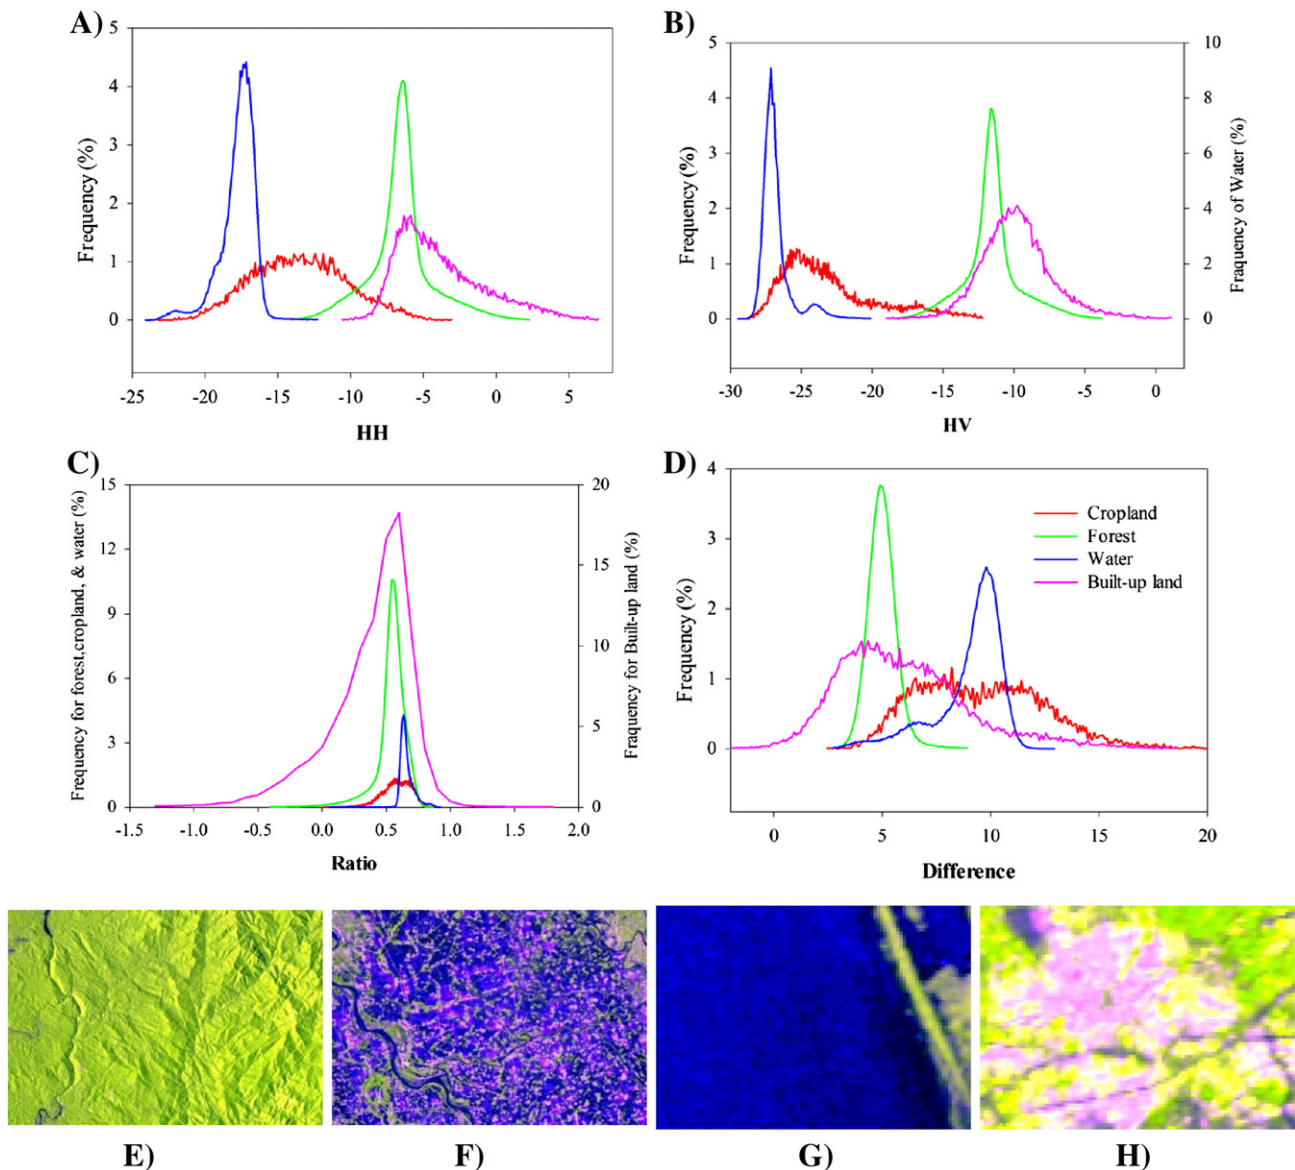 A)
5
4
3
2
1
0
Frequency (%)
-25 -20 -15 -10 -5 0 5
HH
B)
5
4
3
2
1
0
Frequency (%)
10
8
6
4
2
0
Fraquency of Water (%)
-30 -25 -20 -15 -10 -5 0
HV
C)
15
12
9
6
3
0
Frequency for forest,cropland, & water (%)
20
15
10
5
0
Fraquency for Built-up land (%)
-1.5 -1.0 -0.5 0.0 0.5 1.0 1.5 2.0
Ratio
D)
4
3
2
1
0
Frequency (%)
Cropland
Forest
Water
Built-up land
0 5 10 15 20
Difference
E) F) G) H)